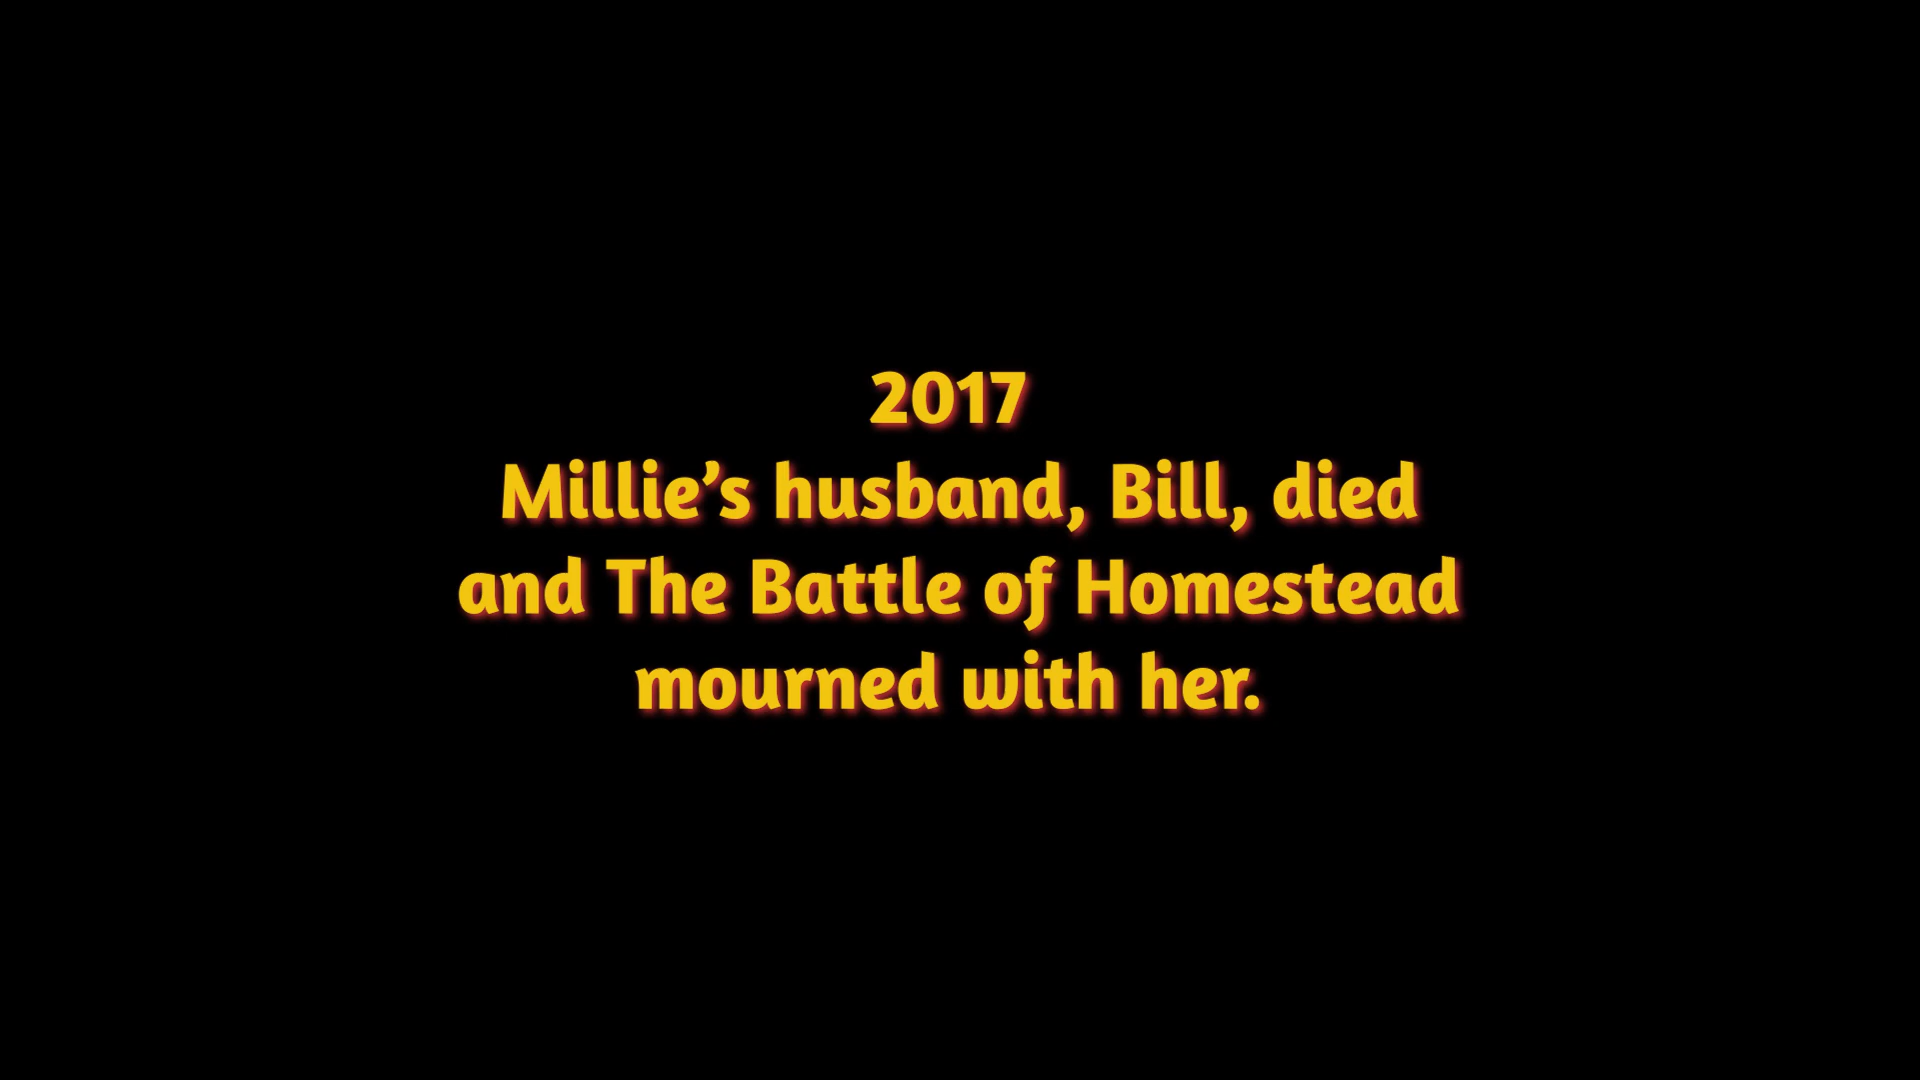 2017
Millie’s husband, Bill, died
and The Battle of Homestead
mourned with her.